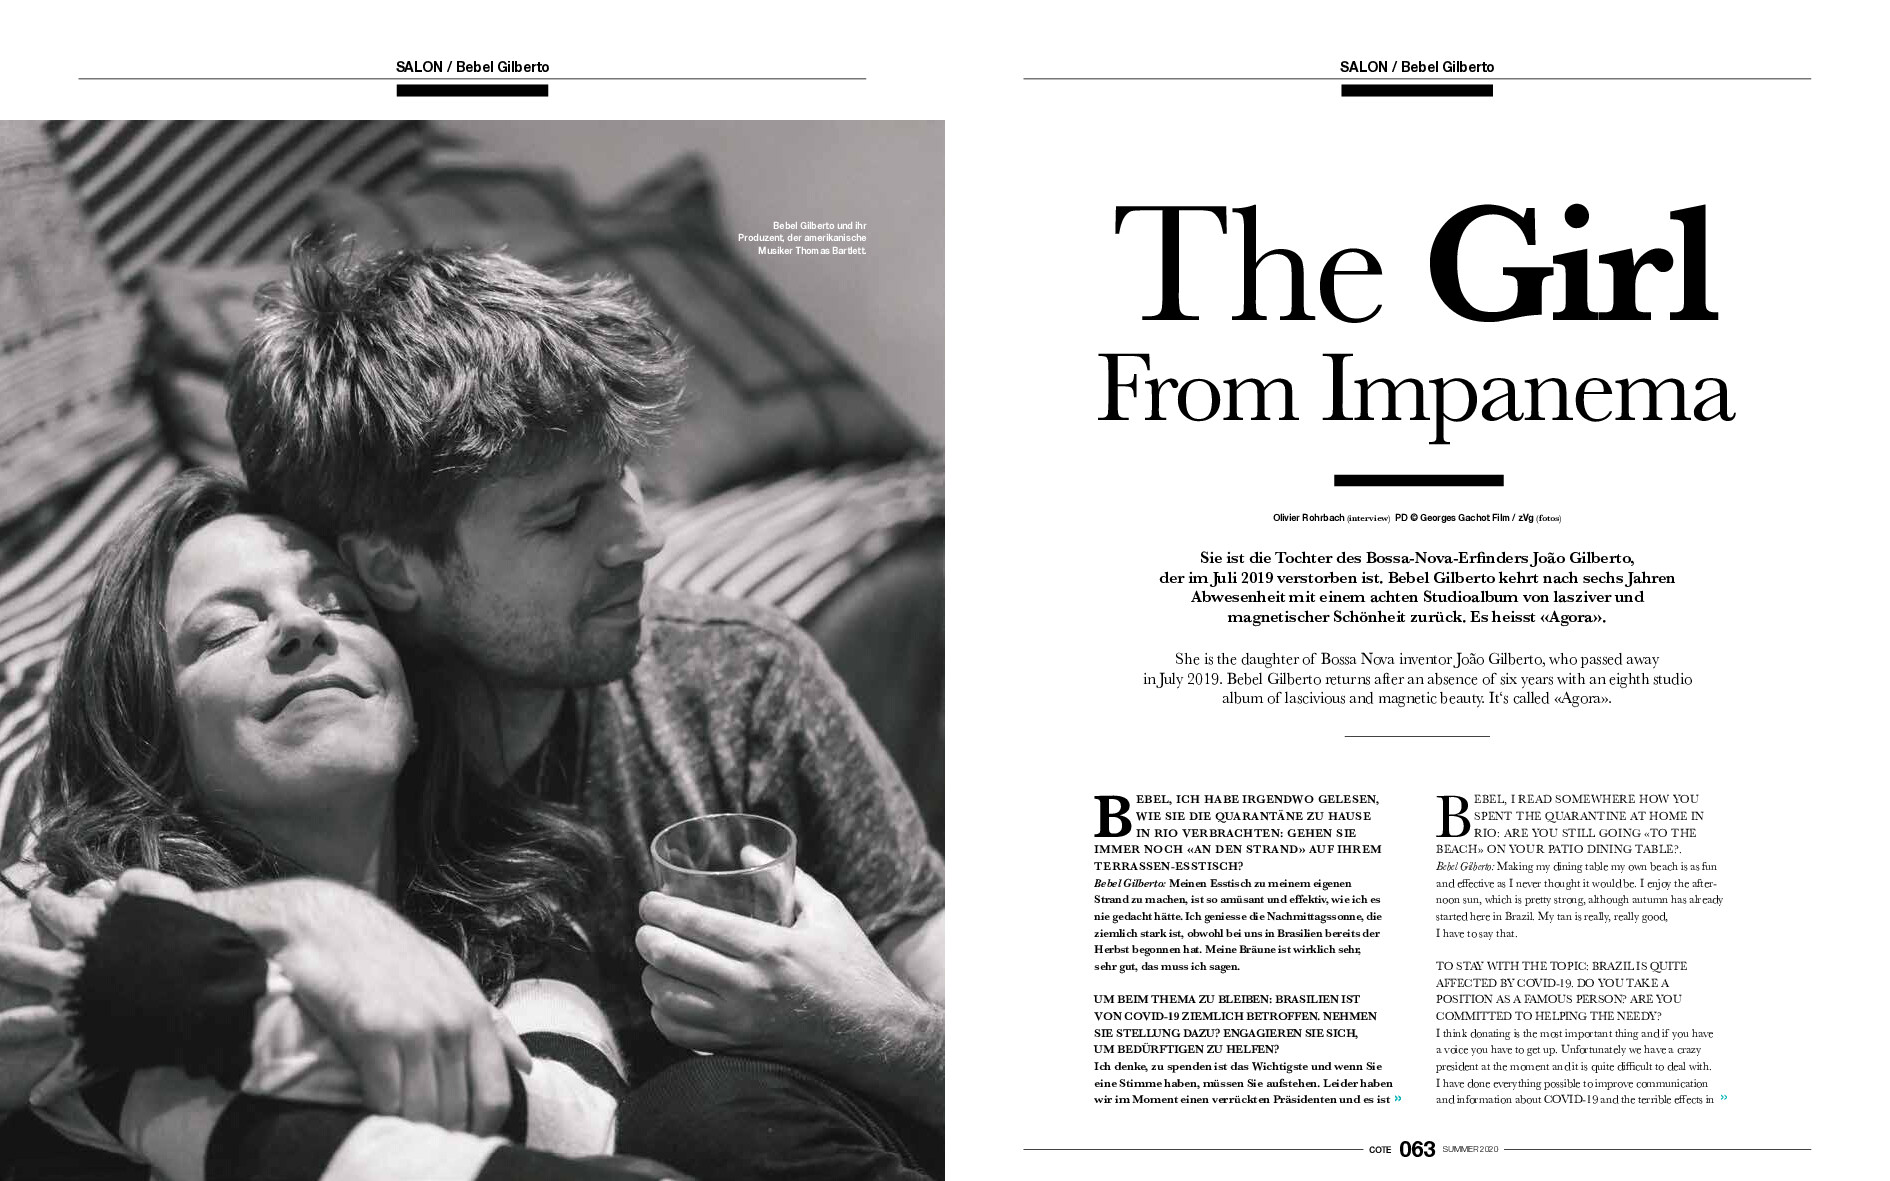 SALON / Bebel Gilberto
Bebel Gilberto und ihr
Produzent, der amerikanische
Musiker Thomas Bartlett.
SALON / Bebel Gilberto
The Girl
From Impanema
Olivier Rohrbach (interview) PD © Georges Gachot Film / zVg (fotos)
Sie ist die Tochter des Bossa-Nova-Erfinders João Gilberto,
der im Juli 2019 verstorben ist. Bebel Gilberto kehrt nach sechs Jahren
Abwesenheit mit einem achten Studioalbum von lasziver und
magnetischer Schönheit zurück. Es heisst «Agora».
She is the daughter of Bossa Nova inventor João Gilberto, who passed away
in July 2019. Bebel Gilberto returns after an absence of six years with an eighth studio
album of lascivious and magnetic beauty. It‘s called «Agora».
BEBEL, ICH HABE IRGENDWO GELESEN,
WIE SIE DIE QUARANTÄNE ZU HAUSE
IN RIO VERBRACHTEN: GEHEN SIE
IMMER NOCH «AN DEN STRAND» AUF IHREM
TERRASSEN-ESSTISCH?
Bebel Gilberto: Meinen Esstisch zu meinem eigenen
Strand zu machen, ist so amüsant und effektiv, wie ich es
nie gedacht hätte. Ich geniesse die Nachmittagssonne, die
ziemlich stark ist, obwohl bei uns in Brasilien bereits der
Herbst begonnen hat. Meine Bräune ist wirklich sehr,
sehr gut, das muss ich sagen.
UM BEIM THEMA ZU BLEIBEN: BRASILIEN IST
VON COVID-19 ZIEMLICH BETROFFEN. NEHMEN
SIE STELLUNG DAZU? ENGAGIEREN SIE SICH,
UM BEDÜRFTIGEN ZU HELFEN?
Ich denke, zu spenden ist das Wichtigste und wenn Sie
eine Stimme haben, müssen Sie aufstehen. Leider haben
wir im Moment einen verrückten Präsidenten und es ist »
BEBEL, I READ SOMEWHERE HOW YOU
SPENT THE QUARANTINE AT HOME IN
RIO: ARE YOU STILL GOING «TO THE
BEACH» ON YOUR PATIO DINING TABLE?.
Bebel Gilberto: Making my dining table my own beach is as fun
and effective as I never thought it would be. I enjoy the after-
noon sun, which is pretty strong, although autumn has already
started here in Brazil. My tan is really, really good,
I have to say that.
TO STAY WITH THE TOPIC: BRAZIL IS QUITE
AFFECTED BY COVID-19. DO YOU TAKE A
POSITION AS A FAMOUS PERSON? ARE YOU
COMMITTED TO HELPING THE NEEDY?
I think donating is the most important thing and if you have
a voice you have to get up. Unfortunately we have a crazy
president at the moment and it is quite difficult to deal with.
I have done everything possible to improve communication
and information about COVID-19 and the terrible effects in »
COTE 063 SUMMER 2020